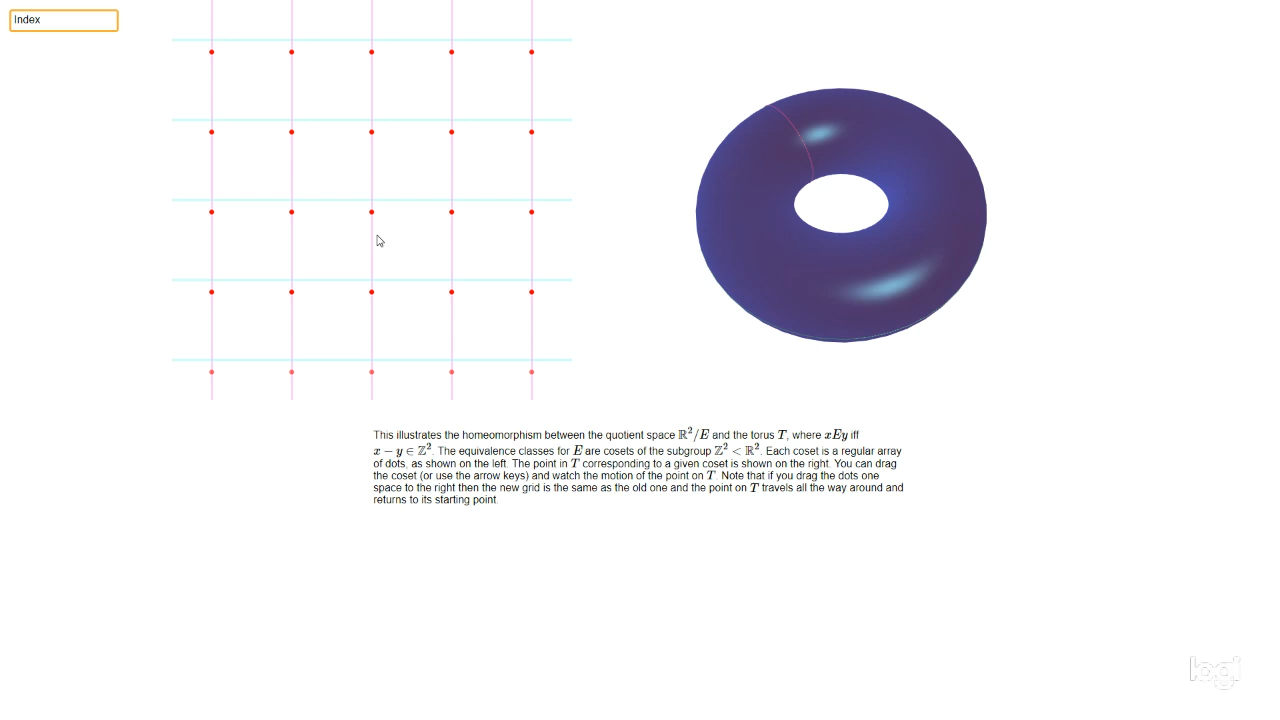 Index
This illustrates the homeomorphism between the quotient space ℝ²/E and the torus T, where xEy iff
x − y ∈ ℤ². The equivalence classes for E are cosets of the subgroup ℤ² < ℝ². Each coset is a regular array
of dots, as shown on the left. The point in T corresponding to a given coset is shown on the right. You can drag
the coset (or use the arrow keys) and watch the motion of the point on T. Note that if you drag the dots one
space to the right then the new grid is the same as the old one and the point on T travels all the way around and
returns to its starting point.
logi